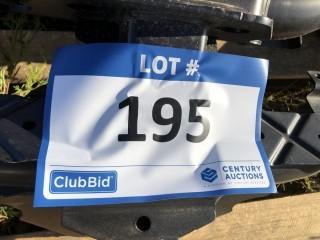 LOT #
195
ClubBid
CENTURY
AUCTIONS